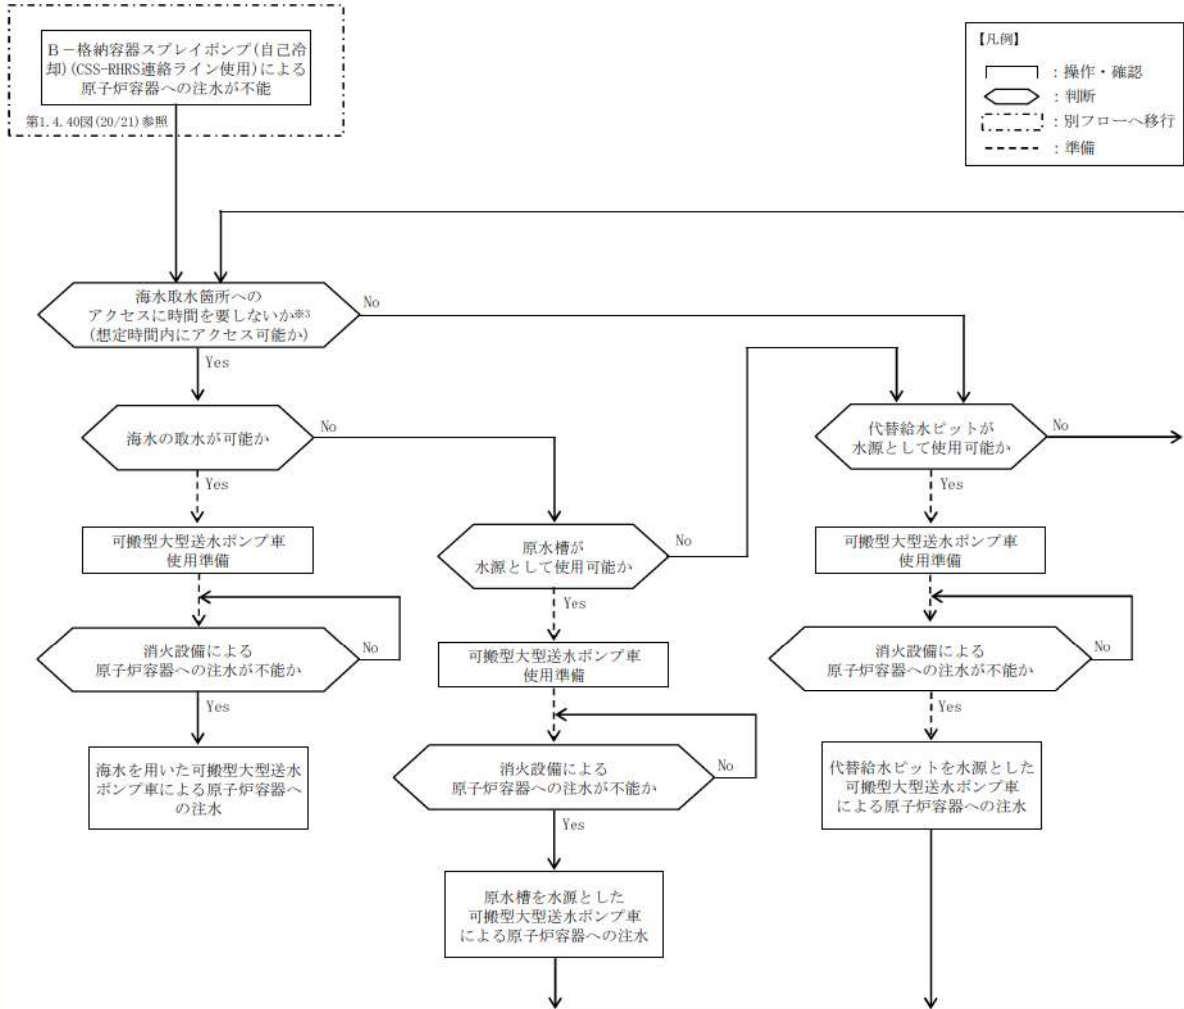 B－格納容器スプレイポンプ(自己冷
却)(CSS-RHRS連絡ライン使用)による
原子炉容器への注水が不能
第1.4.40図(20/21)参照
【凡例】
：操作・確認
：判断
：別フローへ移行
：準備
海水取水箇所への
アクセスに時間を要しないか※3
(想定時間内にアクセス可能か)
No
Yes
海水の取水が可能か
No
Yes
可搬型大型送水ポンプ車
使用準備
消火設備による
原子炉容器への注水が不能か
No
Yes
海水を用いた可搬型大型送水
ポンプ車による原子炉容器へ
の注水
原水槽が
水源として使用可能か
No
Yes
可搬型大型送水ポンプ車
使用準備
消火設備による
原子炉容器への注水が不能か
No
Yes
原水槽を水源とした
可搬型大型送水ポンプ車
による原子炉容器への注水
代替給水ピットが
水源として使用可能か
No
Yes
可搬型大型送水ポンプ車
使用準備
消火設備による
原子炉容器への注水が不能か
No
Yes
代替給水ピットを水源とした
可搬型大型送水ポンプ車
による原子炉容器への注水